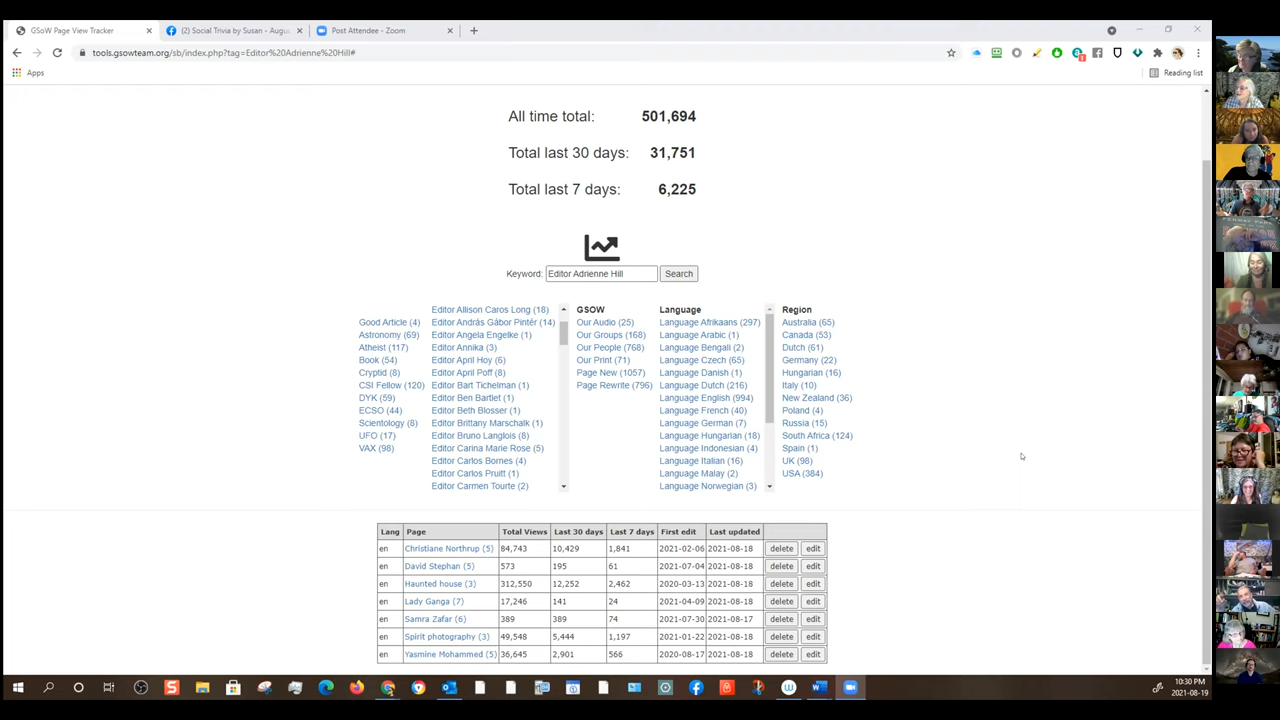 GSoW Page View Tracker
(2) Social Trivia by Susan - Augu
Post Attendee - Zoom
tools.gsowteam.org/sb/index.php?tag=Editor%20Adrienne%20Hill#
Apps
Reading list
All time total: 501,694
Total last 30 days: 31,751
Total last 7 days: 6,225
Keyword: Editor Adrienne Hill Search
Good Article (4)
Astronomy (69)
Atheist (117)
Book (54)
Cryptid (8)
CSI Fellow (120)
DYK (59)
ECSO (44)
Scientology (8)
UFO (17)
VAX (98)
Editor Allison Caros Long (18)
Editor András Gábor Pintér (14)
Editor Angela Engelke (1)
Editor Annika (3)
Editor April Hoy (6)
Editor April Poff (8)
Editor Bart Tichelman (1)
Editor Ben Bartlet (1)
Editor Beth Blosser (1)
Editor Brittany Marschalk (1)
Editor Bruno Langlois (8)
Editor Carina Marie Rose (5)
Editor Carlos Bornes (4)
Editor Carlos Pruitt (1)
Editor Carmen Tourte (2)
GSOW
Our Audio (25)
Our Groups (168)
Our People (768)
Our Print (71)
Page New (1057)
Page Rewrite (796)
Language
Language Afrikaans (297)
Language Arabic (1)
Language Bengali (2)
Language Czech (65)
Language Danish (1)
Language Dutch (216)
Language English (994)
Language French (40)
Language German (7)
Language Hungarian (18)
Language Indonesian (4)
Language Italian (16)
Language Malay (2)
Language Norwegian (3)
Region
Australia (65)
Canada (53)
Dutch (61)
Germany (22)
Hungarian (16)
Italy (10)
New Zealand (36)
Poland (4)
Russia (15)
South Africa (124)
Spain (1)
UK (98)
USA (384)
Lang Page Total Views Last 30 days Last 7 days First edit Last updated
en Christiane Northrup (5) 84,743 10,429 1,841 2021-02-06 2021-08-18 delete edit
en David Stephan (5) 573 195 61 2021-07-04 2021-08-18 delete edit
en Haunted house (3) 312,550 12,252 2,462 2020-03-13 2021-08-18 delete edit
en Lady Ganga (7) 17,246 141 24 2021-04-09 2021-08-18 delete edit
en Samra Zafar (6) 389 389 74 2021-07-30 2021-08-17 delete edit
en Spirit photography (3) 49,548 5,444 1,197 2021-01-22 2021-08-18 delete edit
en Yasmine Mohammed (5) 36,645 2,901 566 2020-08-17 2021-08-18 delete edit
10:30 PM
2021-08-19